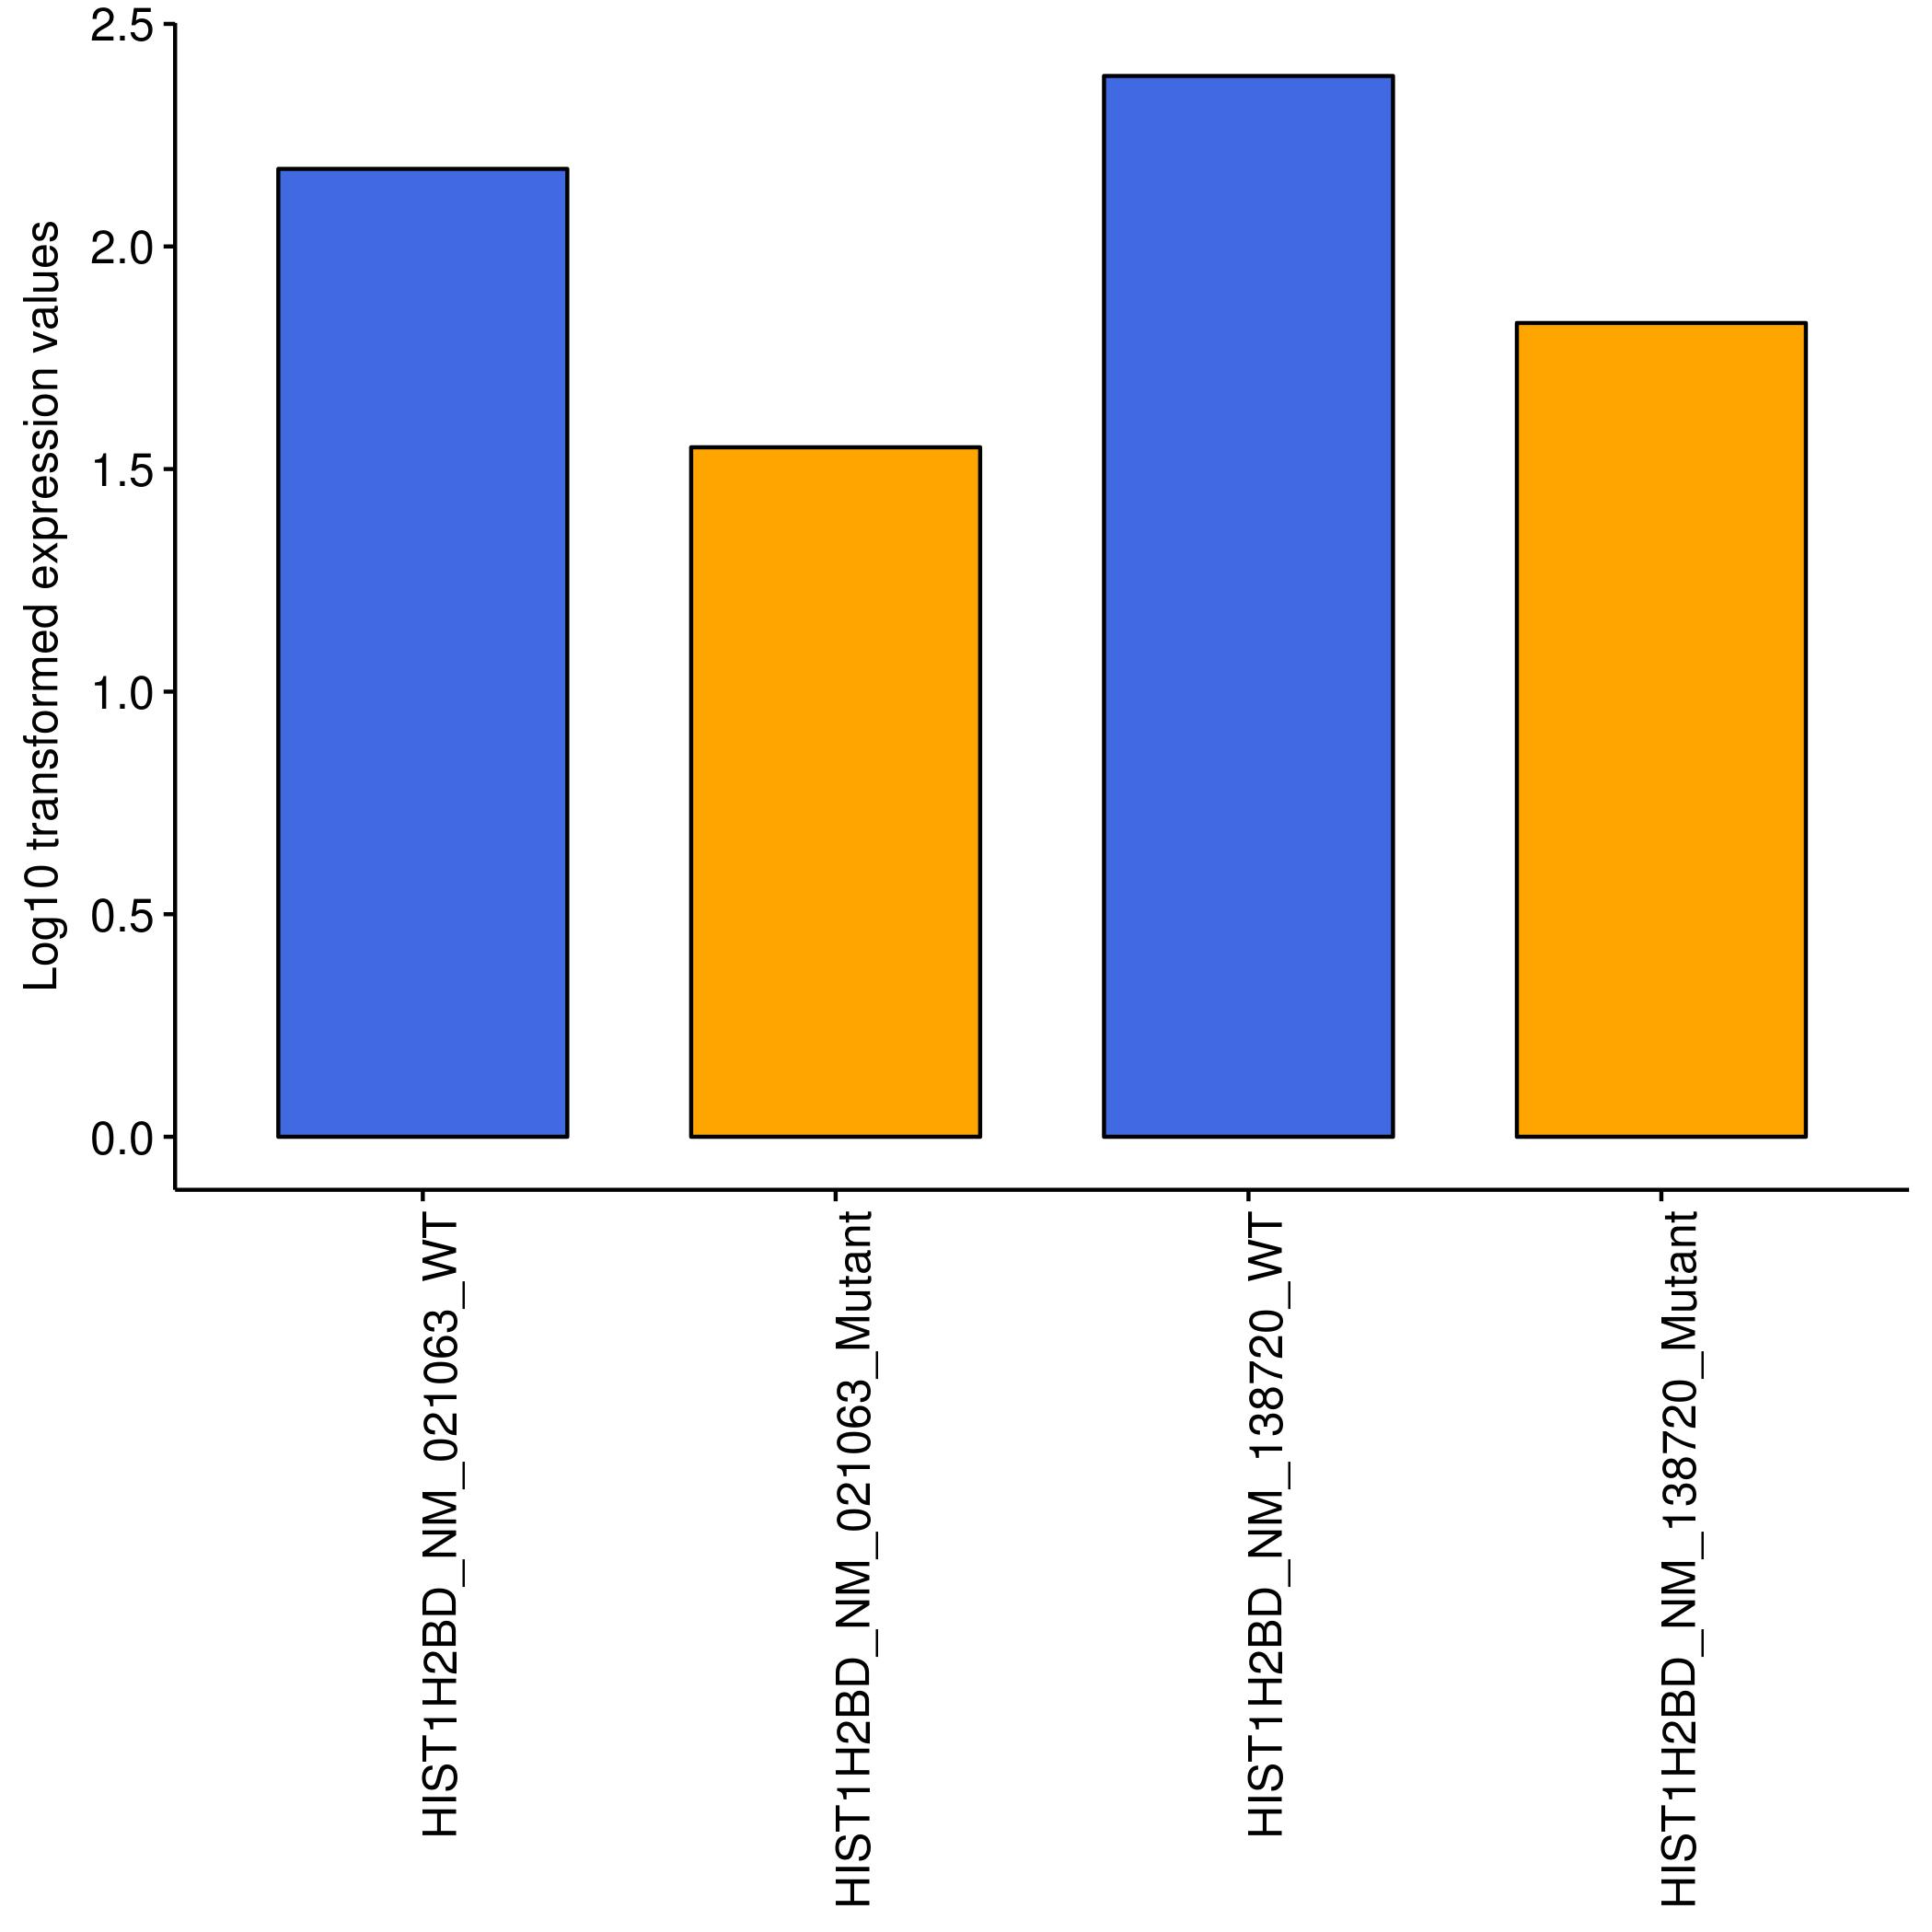 Log10 transformed expression values
2.5
2.0
1.5
1.0
0.5
0.0
HIST1H2BD_NM_021063_WT
HIST1H2BD_NM_021063_Mutant
HIST1H2BD_NM_138720_WT
HIST1H2BD_NM_138720_Mutant